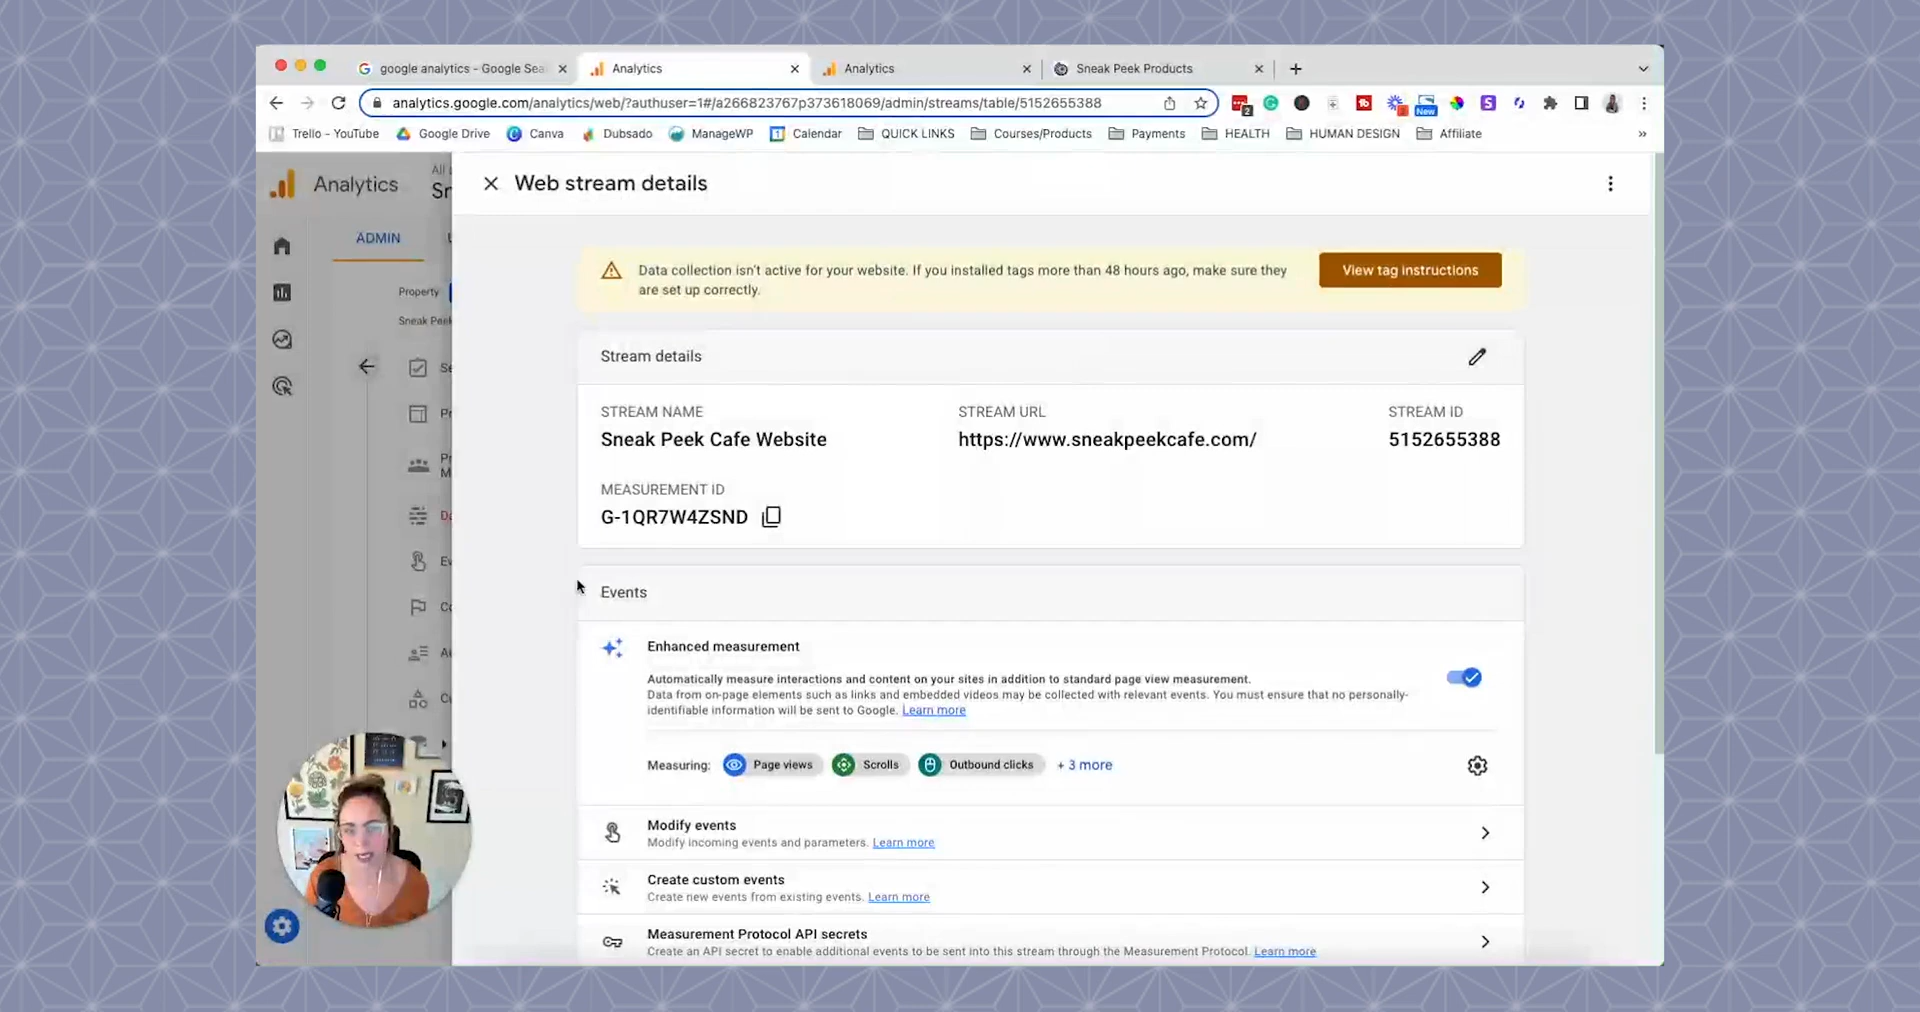 google analytics - Google Sea
Analytics
Analytics
Sneak Peek Products
analytics.google.com/analytics/web/?authuser=1#/a266823767p373618069/admin/streams/table/5152655388
2
New
Trello - YouTube
Google Drive
Canva
Dubsado
ManageWP
Calendar
QUICK LINKS
Courses/Products
Payments
HEALTH
HUMAN DESIGN
Affiliate
Analytics
All
Sr
Web stream details
ADMIN
Property
Sneak Peek
Data collection isn't active for your website. If you installed tags more than 48 hours ago, make sure they
are set up correctly.
View tag instructions
Stream details
STREAM NAME
STREAM URL
STREAM ID
Sneak Peek Cafe Website
https://www.sneakpeekcafe.com/
5152655388
MEASUREMENT ID
G-1QR7W4ZSND
Events
Enhanced measurement
Automatically measure interactions and content on your sites in addition to standard page view measurement.
Data from on-page elements such as links and embedded videos may be collected with relevant events. You must ensure that no personally-
identifiable information will be sent to Google. Learn more
Measuring:
Page views
Scrolls
Outbound clicks
+ 3 more
Modify events
Modify incoming events and parameters. Learn more
Create custom events
Create new events from existing events. Learn more
Measurement Protocol API secrets
Create an API secret to enable additional events to be sent into this stream through the Measurement Protocol. Learn more